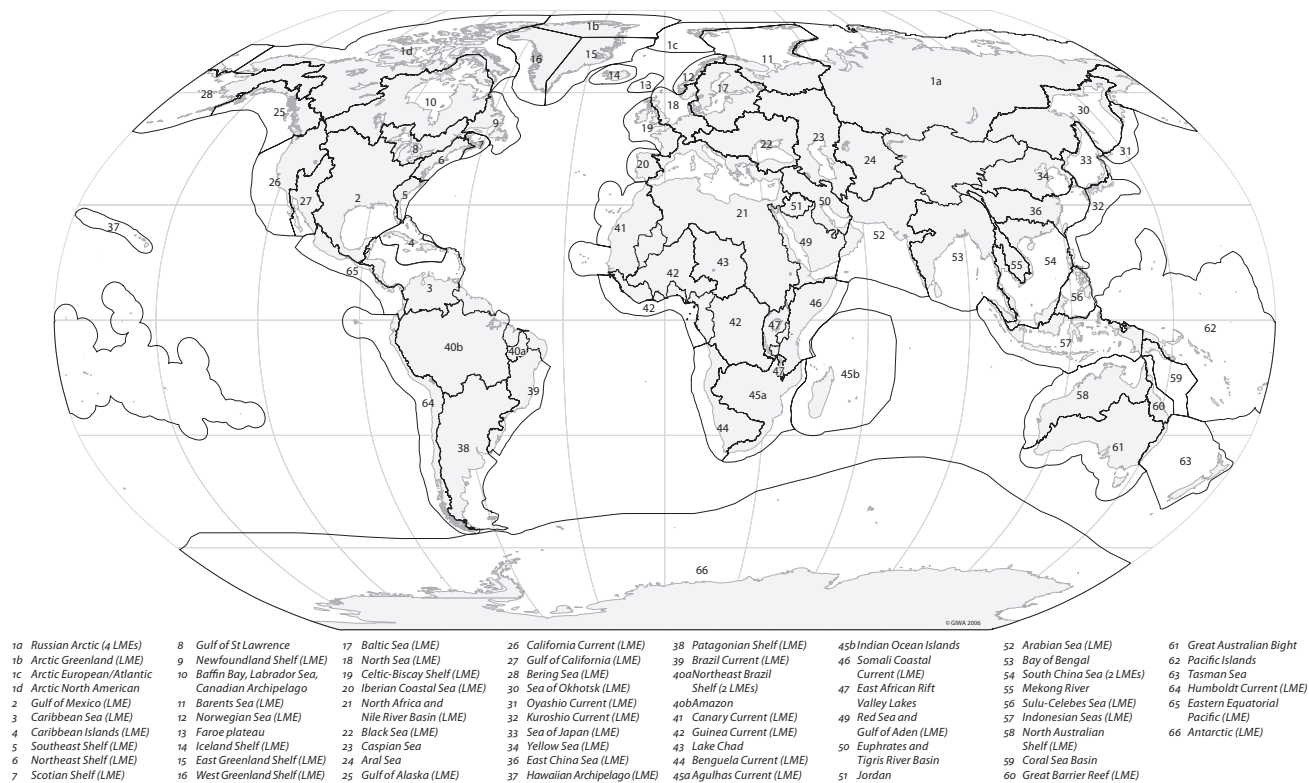 1b
1d
1c
15
16
11
14
12
13
17
1a
28
10
18
25
30
9
19
23
7
22
8
31
6
20
24
33
34
26
5
2
27
51
50
32
36
21
41
37
4
52
49
53
54
43
55
65
42
3
56
46
42
42
47
62
57
40b
40a
47
45b
59
39
45a
58
64
60
44
38
61
63
66
© GIWA 2006
1a Russian Arctic (4 LMEs)
1b Arctic Greenland (LME)
1c Arctic European/Atlantic
1d Arctic North American
2 Gulf of Mexico (LME)
3 Caribbean Sea (LME)
4 Caribbean Islands (LME)
5 Southeast Shelf (LME)
6 Northeast Shelf (LME)
7 Scotian Shelf (LME)
8 Gulf of St Lawrence
9 Newfoundland Shelf (LME)
10 Baffin Bay, Labrador Sea,
Canadian Archipelago
11 Barents Sea (LME)
12 Norwegian Sea (LME)
13 Faroe plateau
14 Iceland Shelf (LME)
15 East Greenland Shelf (LME)
16 West Greenland Shelf (LME)
17 Baltic Sea (LME)
18 North Sea (LME)
19 Celtic-Biscay Shelf (LME)
20 Iberian Coastal Sea (LME)
21 North Africa and
Nile River Basin (LME)
22 Black Sea (LME)
23 Caspian Sea
24 Aral Sea
25 Gulf of Alaska (LME)
26 California Current (LME)
27 Gulf of California (LME)
28 Bering Sea (LME)
30 Sea of Okhotsk (LME)
31 Oyashio Current (LME)
32 Kuroshio Current (LME)
33 Sea of Japan (LME)
34 Yellow Sea (LME)
36 East China Sea (LME)
37 Hawaiian Archipelago (LME)
38 Patagonian Shelf (LME)
39 Brazil Current (LME)
40a Northeast Brazil
Shelf (2 LMEs)
40b Amazon
41 Canary Current (LME)
42 Guinea Current (LME)
43 Lake Chad
44 Benguela Current (LME)
45a Agulhas Current (LME)
45b Indian Ocean Islands
46 Somali Coastal
Current (LME)
47 East African Rift
Valley Lakes
49 Red Sea and
Gulf of Aden (LME)
50 Euphrates and
Tigris River Basin
51 Jordan
52 Arabian Sea (LME)
53 Bay of Bengal
54 South China Sea (2 LMEs)
55 Mekong River
56 Sulu-Celebes Sea (LME)
57 Indonesian Seas (LME)
58 North Australian
Shelf (LME)
59 Coral Sea Basin
60 Great Barrier Reef (LME)
61 Great Australian Bight
62 Pacific Islands
63 Tasman Sea
64 Humboldt Current (LME)
65 Eastern Equatorial
Pacific (LME)
66 Antarctic (LME)